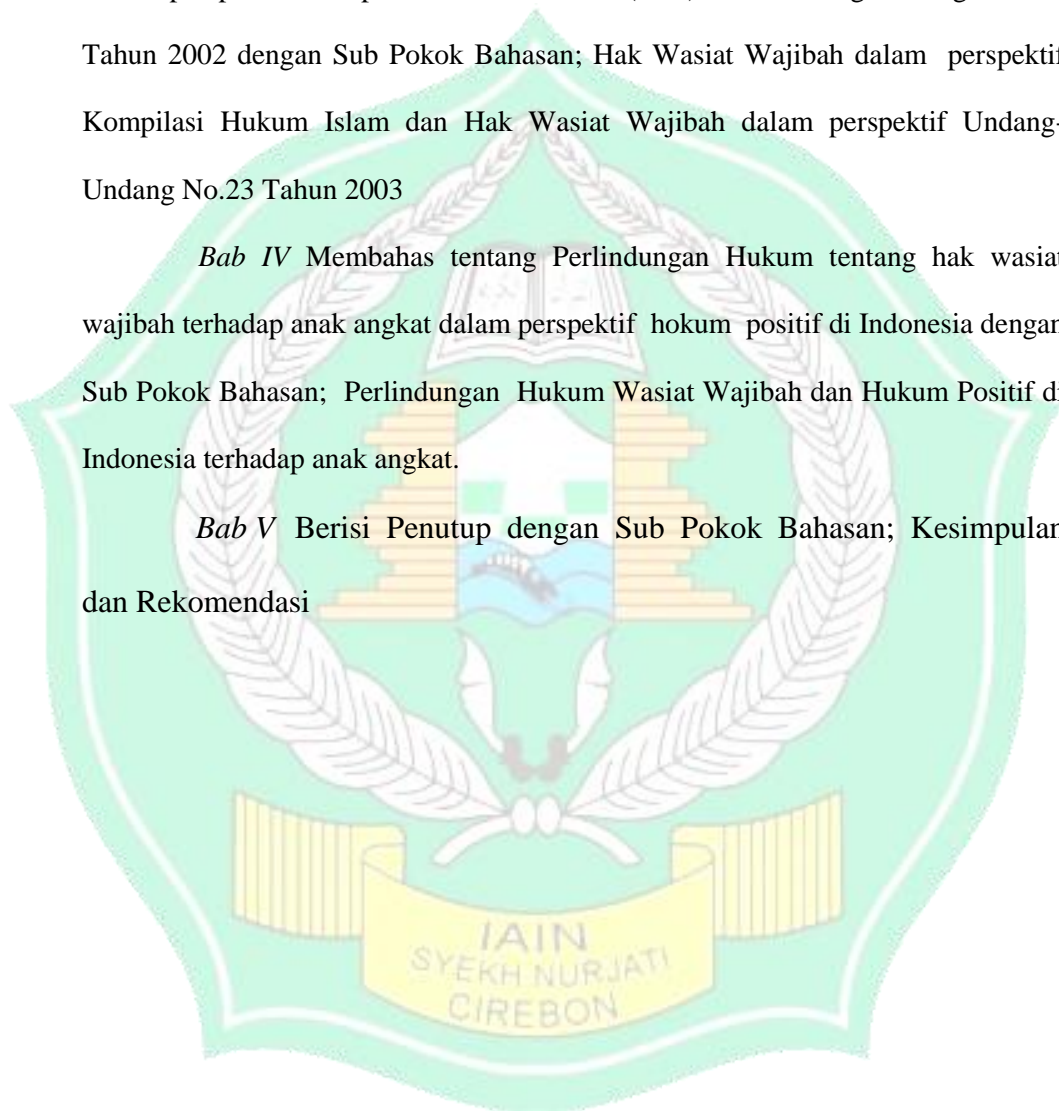 Tahun 2002 dengan Sub Pokok Bahasan; Hak Wasiat Wajibah dalam perspektif
Kompilasi Hukum Islam dan Hak Wasiat Wajibah dalam perspektif Undang-
Undang No.23 Tahun 2003
Bab IV Membahas tentang Perlindungan Hukum tentang hak wasiat
wajibah terhadap anak angkat dalam perspektif hokum positif di Indonesia dengan
Sub Pokok Bahasan; Perlindungan Hukum Wasiat Wajibah dan Hukum Positif di
Indonesia terhadap anak angkat.
Bab V Berisi Penutup dengan Sub Pokok Bahasan; Kesimpulan
dan Rekomendasi
IAIN
SYEKH NURJATI
CIREBON